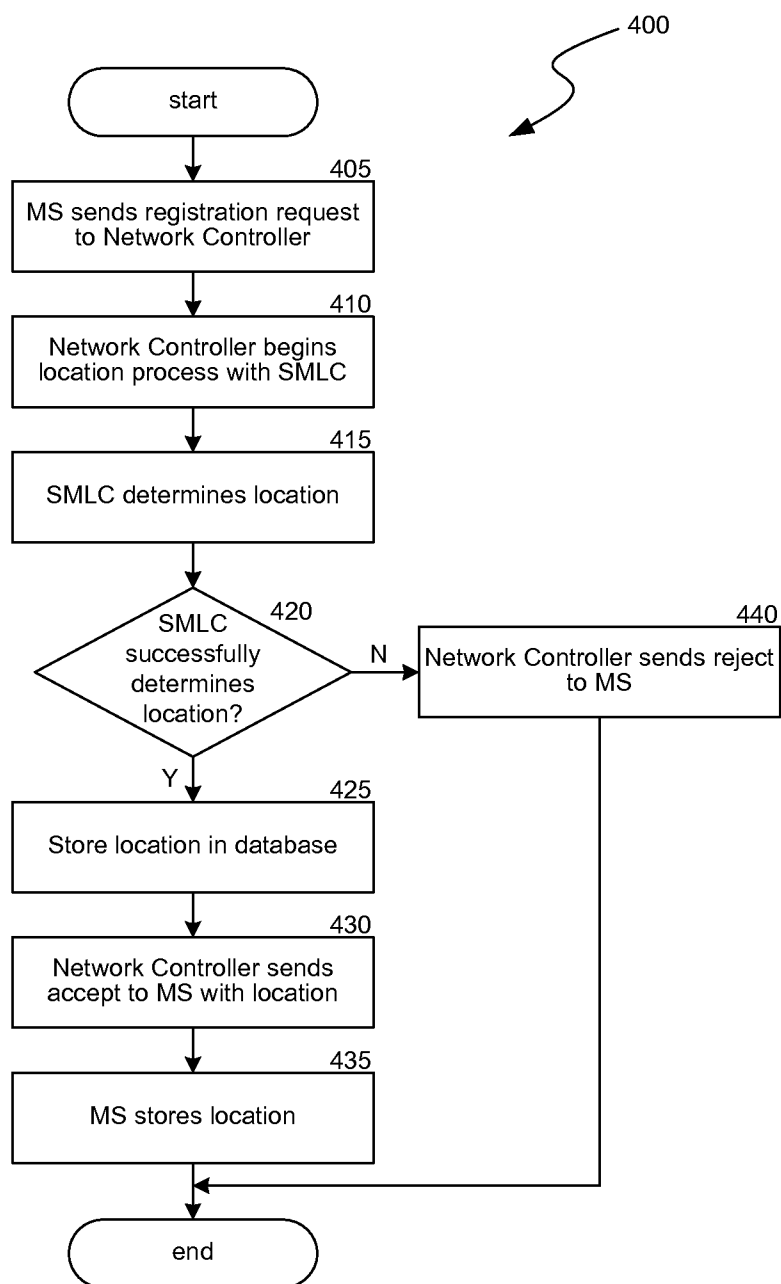 400
start
405
MS sends registration request
to Network Controller
410
Network Controller begins
location process with SMLC
415
SMLC determines location
420
SMLC
successfully
determines
location?
N
440
Network Controller sends reject
to MS
Y
425
Store location in database
430
Network Controller sends
accept to MS with location
435
MS stores location
end